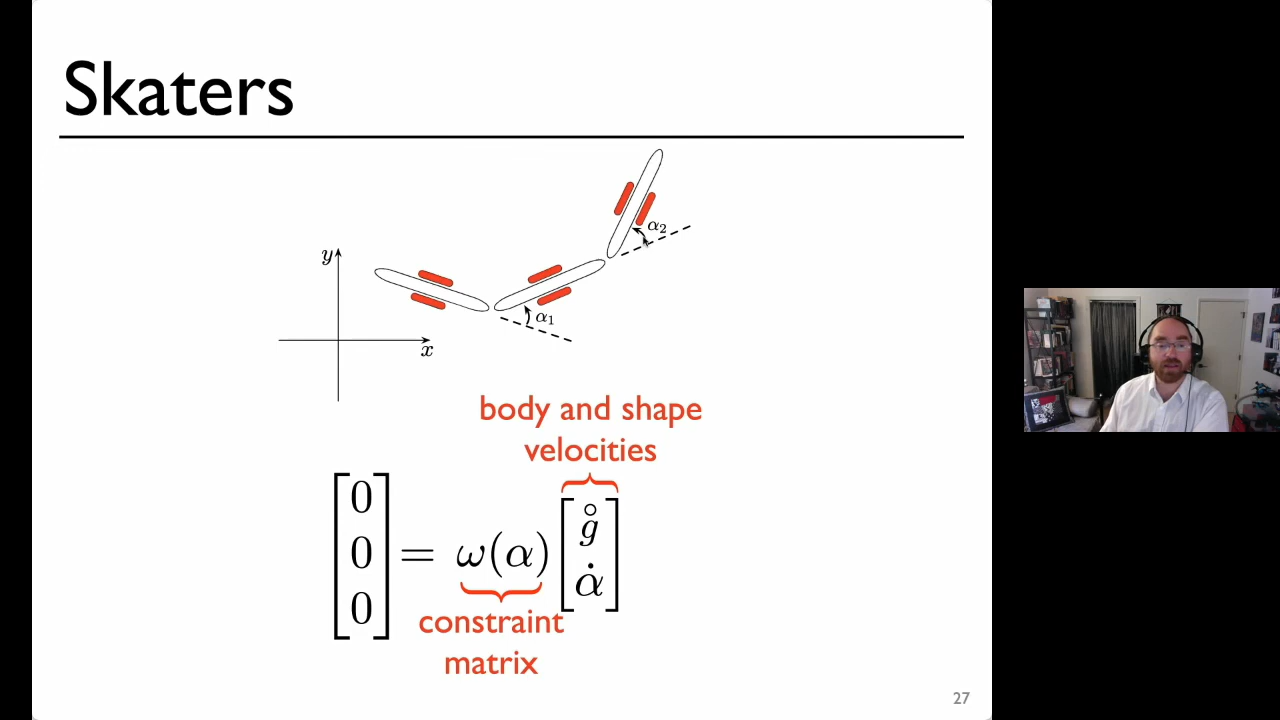 Skaters
y
x
α₁
α₂
body and shape
velocities
[0 0 0] = ω(α) [g̊ α̇]
constraint
matrix
27